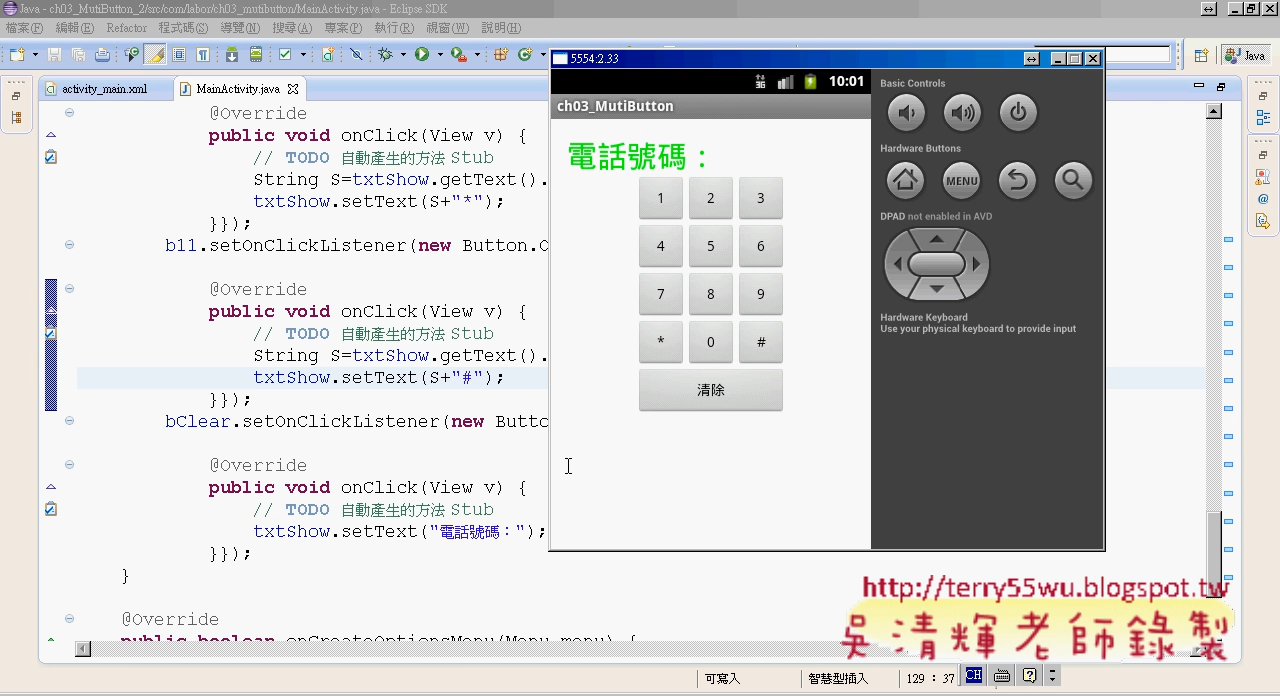 Java - ch03_MutiButton_2/src/com/labor/ch03_mutibutton/MainActivity.java - Eclipse SDK
檔案(F) 編輯(E) Refactor 程式碼(S) 導覽(N) 搜尋(A) 專案(P) 執行(R) 視窗(W) 說明(H)
Java
activity_main.xml
MainActivity.java
@Override
public void onClick(View v) {
// TODO 自動產生的方法 Stub
String S=txtShow.getText().
txtShow.setText(S+"*");
}});
b11.setOnClickListener(new Button.O
@Override
public void onClick(View v) {
// TODO 自動產生的方法 Stub
String S=txtShow.getText().
txtShow.setText(S+"#");
}});
bClear.setOnClickListener(new Butto
@Override
public void onClick(View v) {
// TODO 自動產生的方法 Stub
txtShow.setText("電話號碼：");
}});
}
@Override
public boolean onCreateOptionsMenu(Menu menu) {
5554:2.33
3G
10:01
ch03_MutiButton
電話號碼：
1 2 3
4 5 6
7 8 9
* 0 #
清除
Basic Controls
Hardware Buttons
MENU
DPAD not enabled in AVD
Hardware Keyboard
Use your physical keyboard to provide input
http://terry55wu.blogspot.tw
吳清輝老師錄製
可寫入
智慧型插入
129 : 37
CH